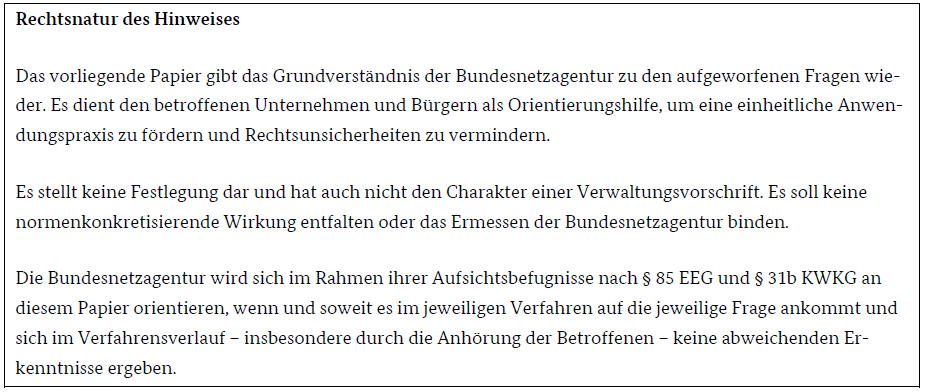 Rechtsnatur des Hinweises
Das vorliegende Papier gibt das Grundverständnis der Bundesnetzagentur zu den aufgeworfenen Fragen wie-
der. Es dient den betroffenen Unternehmen und Bürgern als Orientierungshilfe, um eine einheitliche Anwen-
dungspraxis zu fördern und Rechtsunsicherheiten zu vermindern.
Es stellt keine Festlegung dar und hat auch nicht den Charakter einer Verwaltungsvorschrift. Es soll keine
normenkonkretisierende Wirkung entfalten oder das Ermessen der Bundesnetzagentur binden.
Die Bundesnetzagentur wird sich im Rahmen ihrer Aufsichtsbefugnisse nach § 85 EEG und § 31b KWKG an
diesem Papier orientieren, wenn und soweit es im jeweiligen Verfahren auf die jeweilige Frage ankommt und
sich im Verfahrensverlauf – insbesondere durch die Anhörung der Betroffenen – keine abweichenden Er-
kenntnisse ergeben.